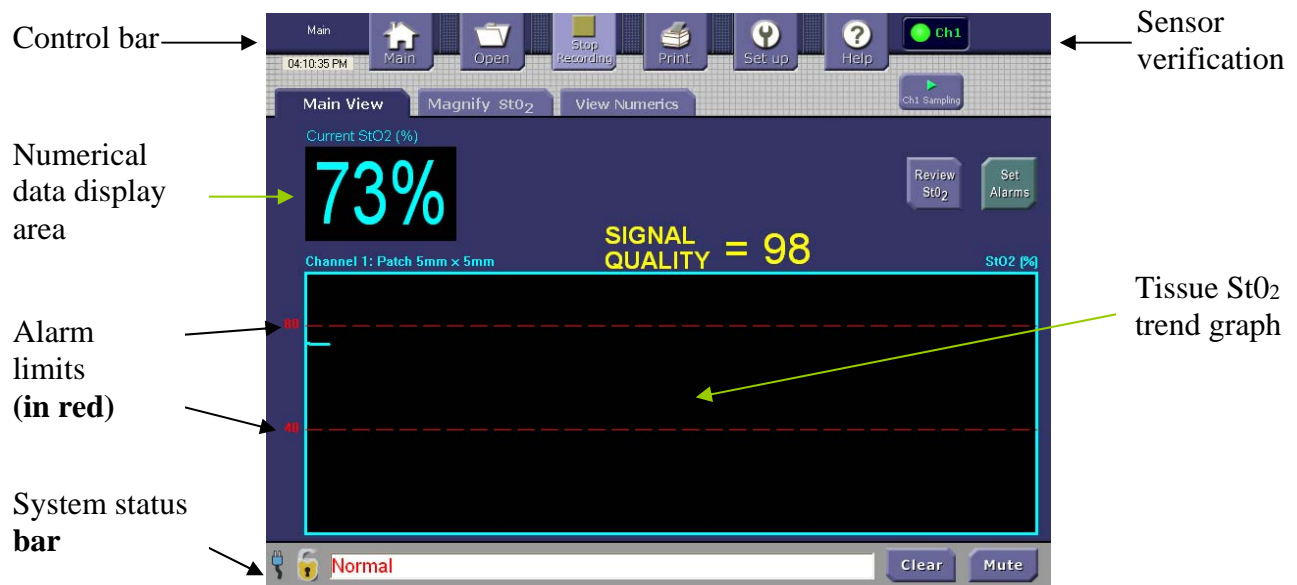 Control bar
Sensor
verification
Main
04:10:35 PM
Main
Open
Stop
Recording
Print
Set up
Help
Ch1
Ch1 Sampling
Main View
Magnify St0₂
View Numerics
Current StO2 (%)
73%
Numerical
data display
area
Review
St0₂
Set
Alarms
SIGNAL
QUALITY = 98
Channel 1: Patch 5mm x 5mm
StO2 (%)
Tissue St0₂
trend graph
Alarm
limits
(in red)
80
40
System status
bar
Normal
Clear
Mute